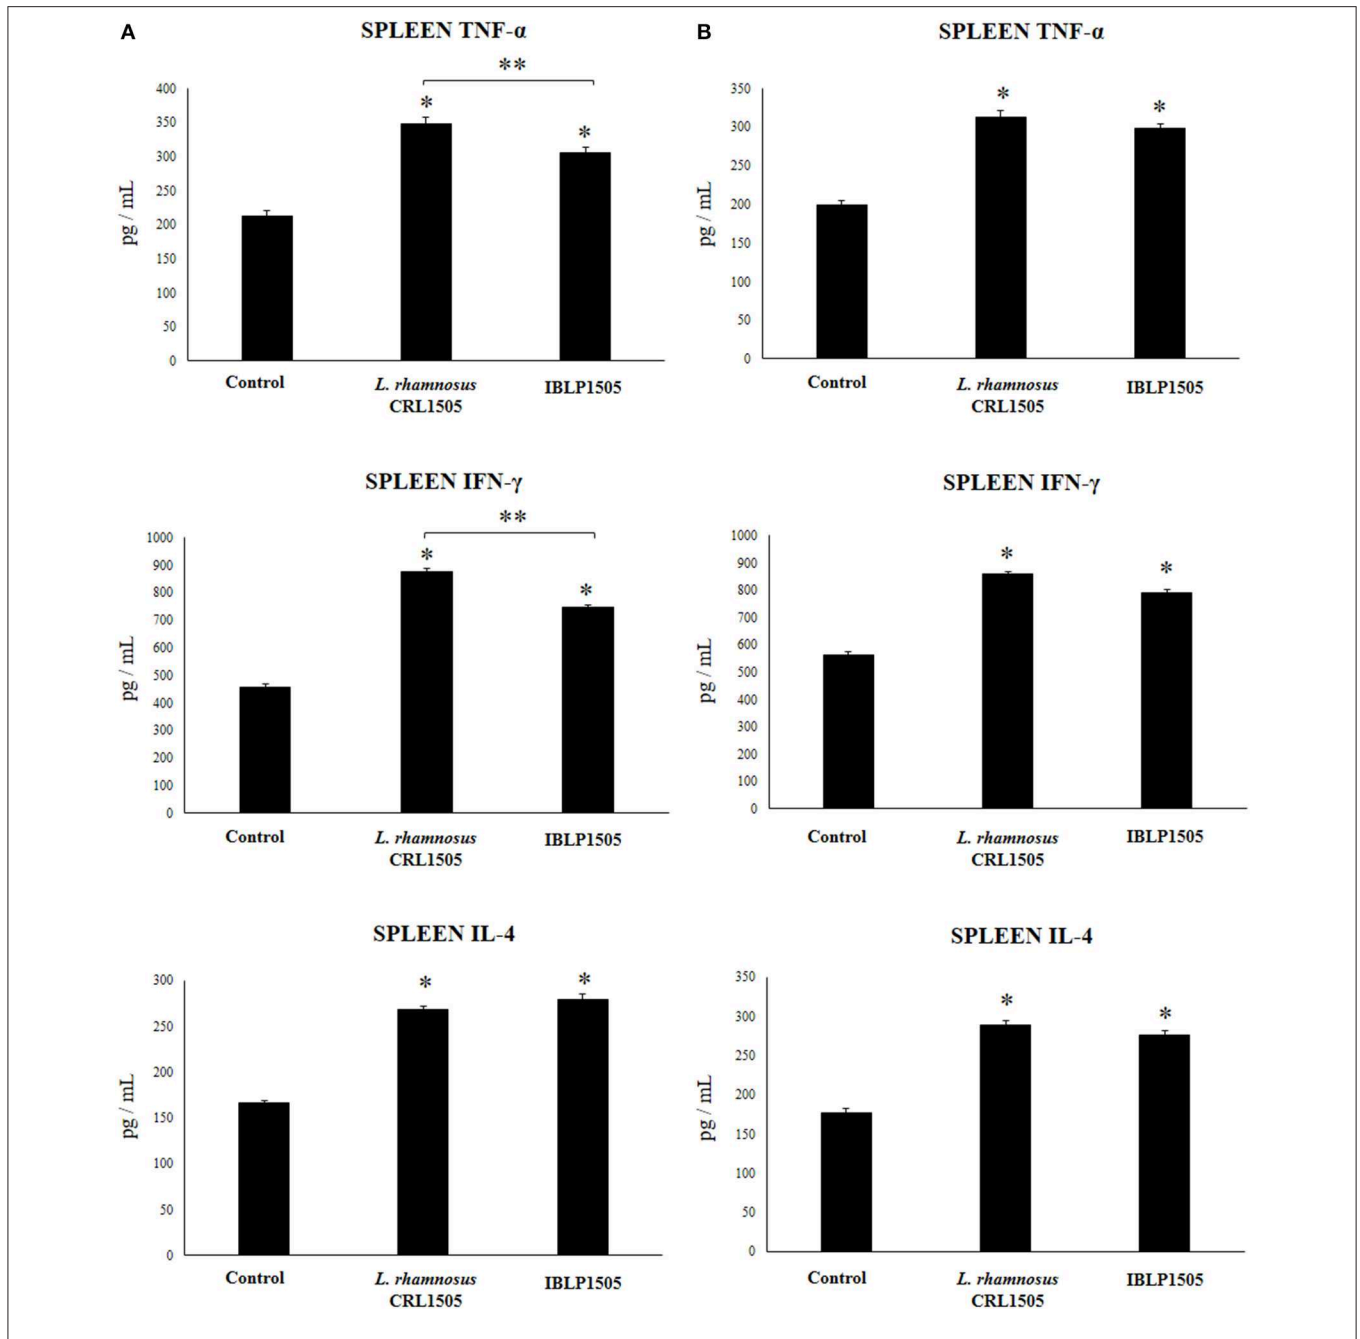 A
SPLEEN TNF-α
**
400
350
300
250
200
150
100
50
0
pg / mL
*
*
Control
L. rhamnosus
CRL1505
IBLP1505
B
SPLEEN TNF-α
350
300
250
200
150
100
50
0
pg / mL
*
*
Control
L. rhamnosus
CRL1505
IBLP1505
SPLEEN IFN-γ
**
1000
900
800
700
600
500
400
300
200
100
0
pg / mL
*
*
Control
L. rhamnosus
CRL1505
IBLP1505
SPLEEN IFN-γ
1000
900
800
700
600
500
400
300
200
100
0
pg / mL
*
*
Control
L. rhamnosus
CRL1505
IBLP1505
SPLEEN IL-4
300
250
200
150
100
50
0
pg / mL
*
*
Control
L. rhamnosus
CRL1505
IBLP1505
SPLEEN IL-4
350
300
250
200
150
100
50
0
pg / mL
*
*
Control
L. rhamnosus
CRL1505
IBLP1505